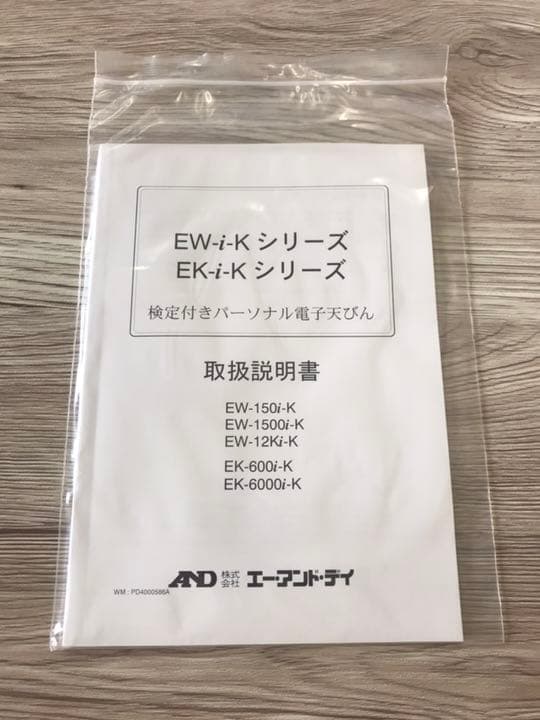 EW-i-K シリーズ
EK-i-K シリーズ
検定付きパーソナル電子天びん
取扱説明書
EW-150i-K
EW-1500i-K
EW-12Ki-K
EK-600i-K
EK-6000i-K
AND 株式会社 エー・アンド・デイ
WM : PD4000586A